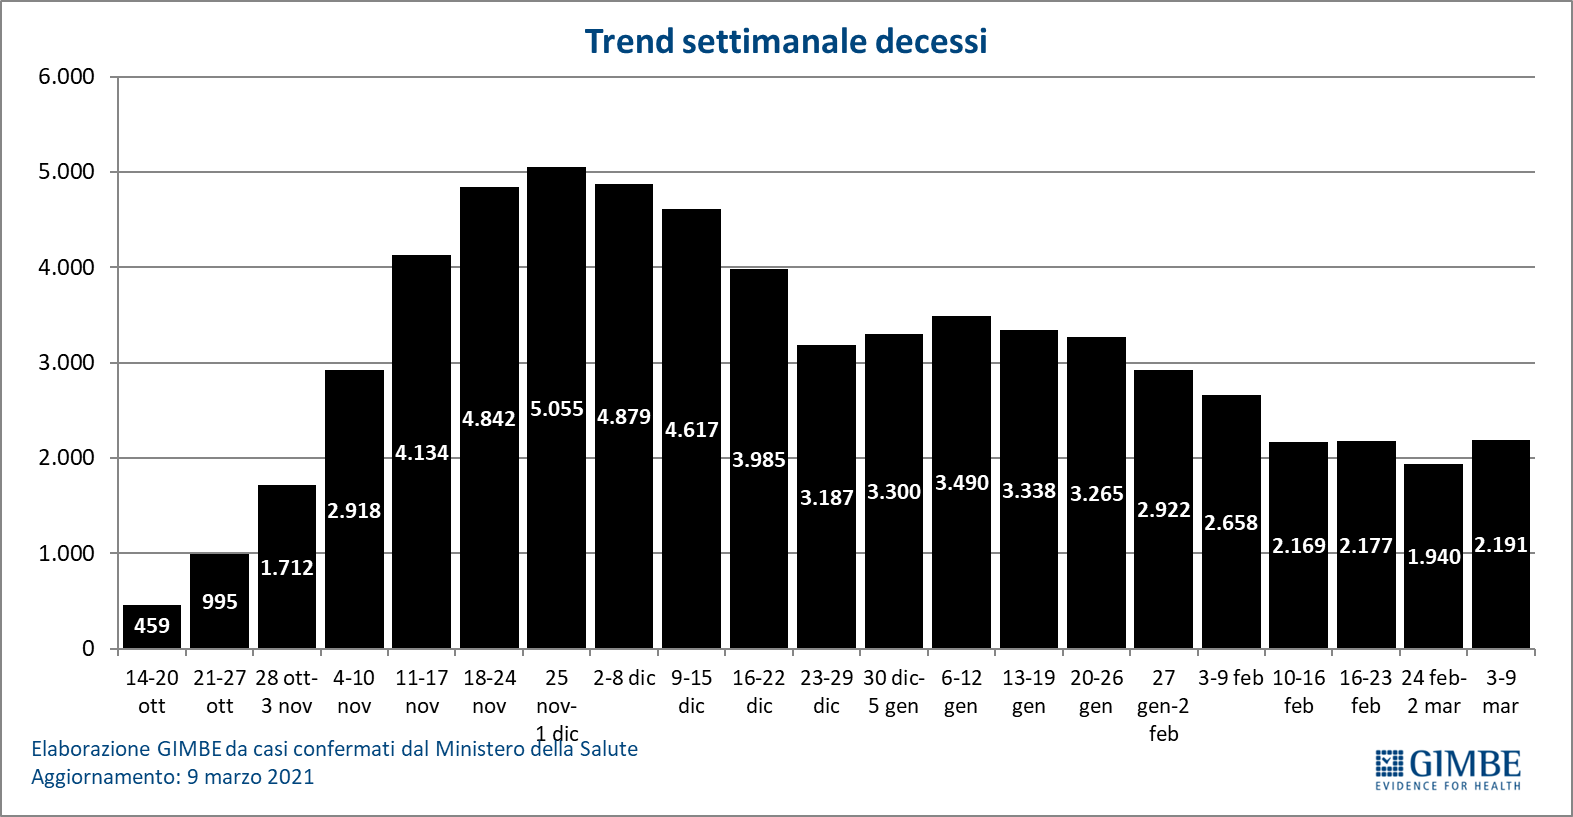 Trend settimanale decessi
6.000
5.000
4.000
3.000
2.000
1.000
0
459
995
1.712
2.918
4.134
4.842
5.055
4.879
4.617
3.985
3.187
3.300
3.490
3.338
3.265
2.922
2.658
2.169
2.177
1.940
2.191
14-20
ott
21-27
ott
28 ott-
3 nov
4-10
nov
11-17
nov
18-24
nov
25
nov-
1 dic
2-8 dic
9-15
dic
16-22
dic
23-29
dic
30 dic-
5 gen
6-12
gen
13-19
gen
20-26
gen
27
gen-2
feb
3-9 feb
10-16
feb
16-23
feb
24 feb-
2 mar
3-9
mar
Elaborazione GIMBE da casi confermati dal Ministero della Salute
Aggiornamento: 9 marzo 2021
GIMBE
EVIDENCE FOR HEALTH